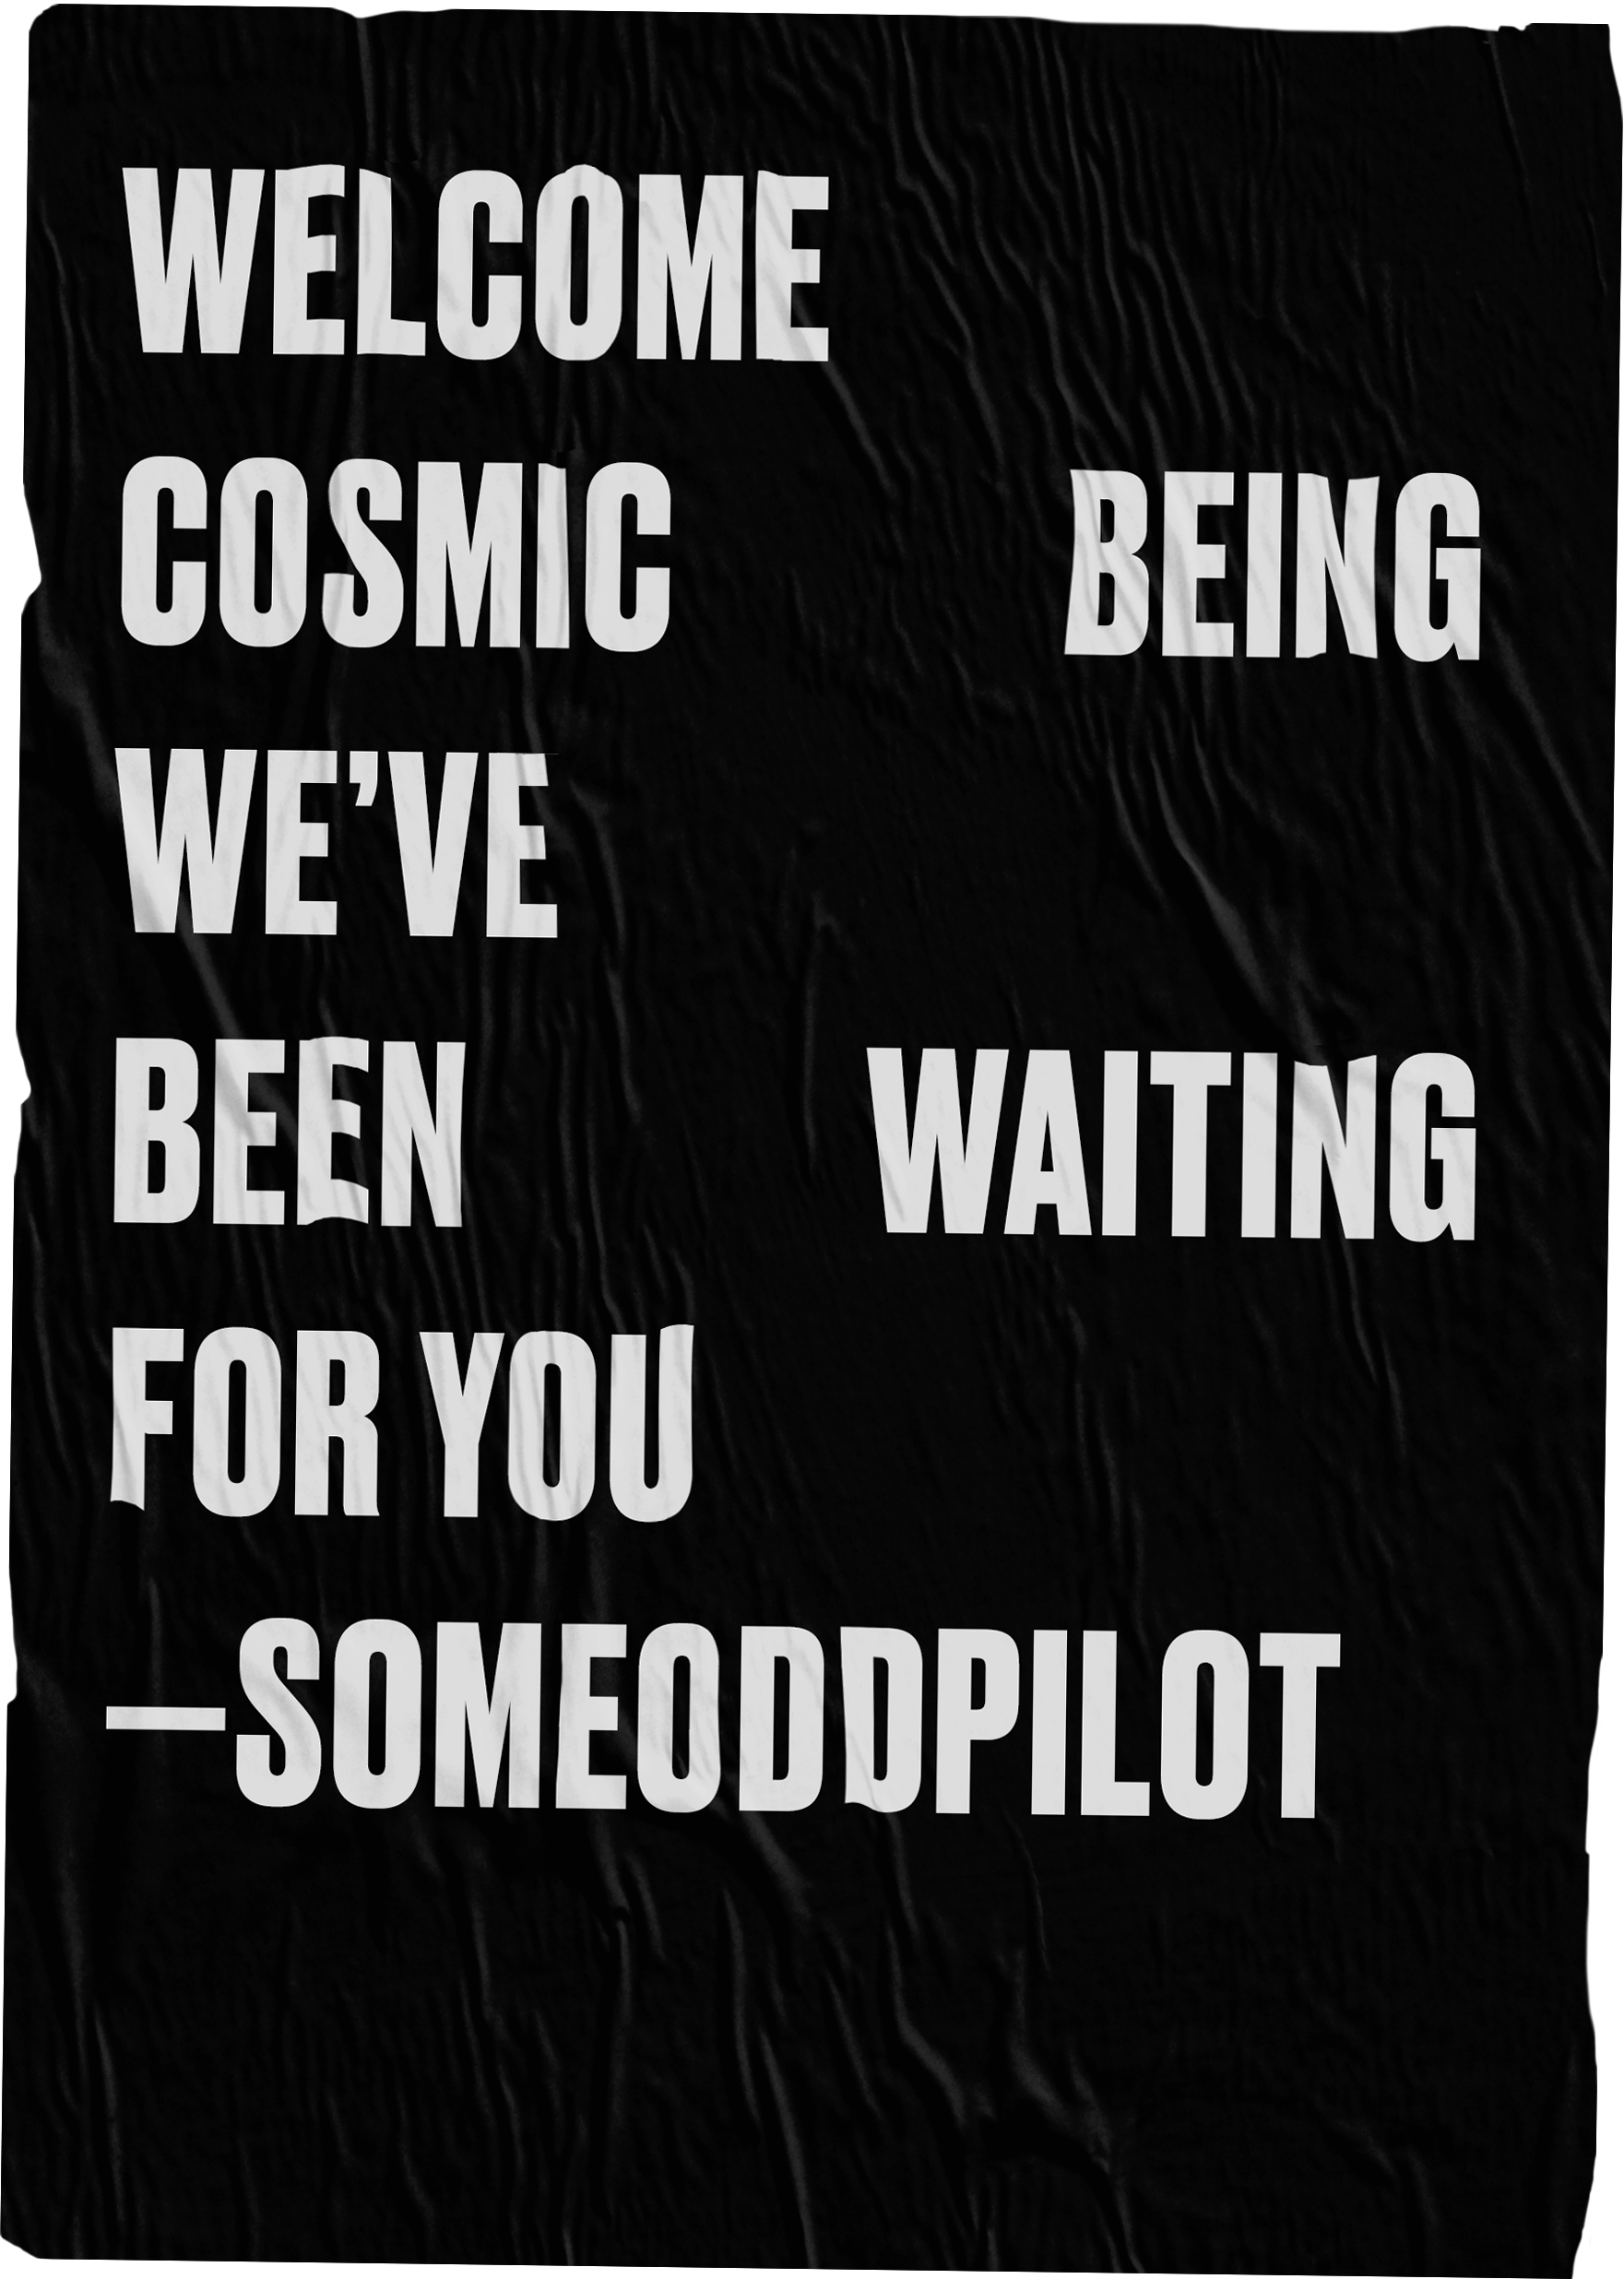 WELCOME
COSMIC BEING
WE’VE
BEEN WAITING
FOR YOU
—SOMEODDPILOT